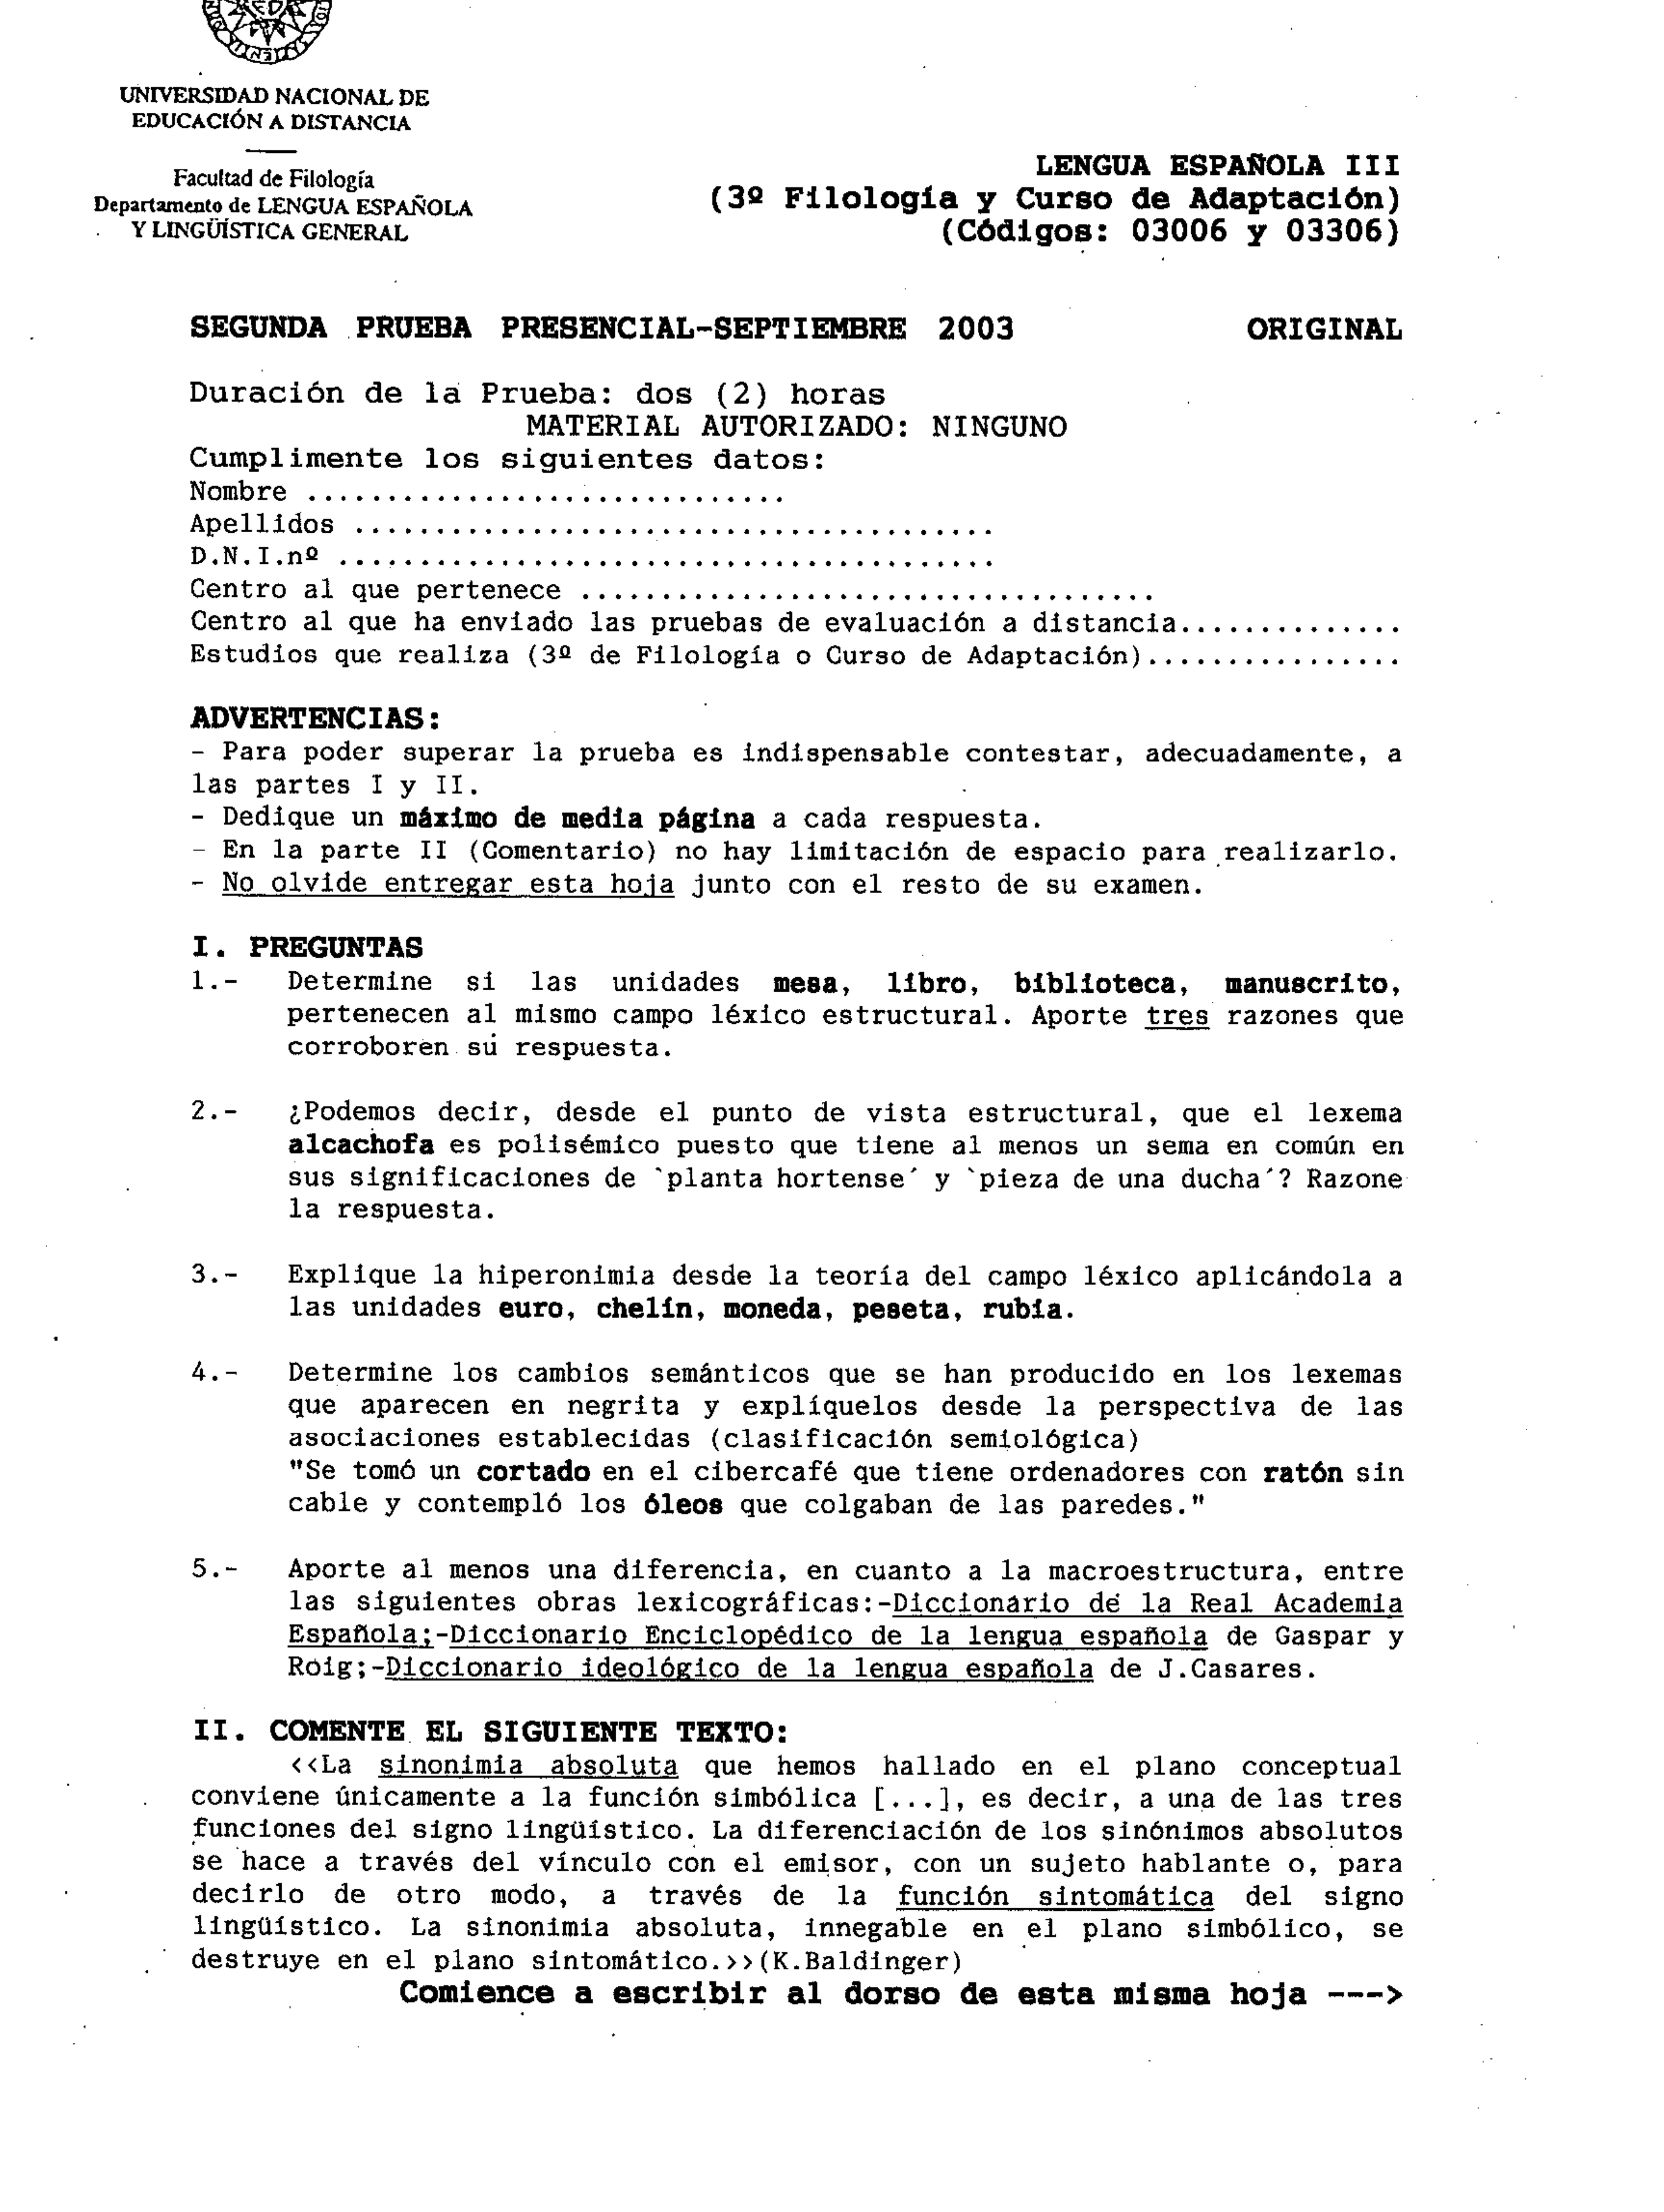 UNIVERSIDAD NACIONAL DE
EDUCACIÓN A DISTANCIA
Facultad de Filología
Departamento de LENGUA ESPAÑOLA
Y LINGÜÍSTICA GENERAL
LENGUA ESPAÑOLA III
(3º Filología y Curso de Adaptación)
(Códigos: 03006 y 03306)
SEGUNDA PRUEBA PRESENCIAL-SEPTIEMBRE 2003 ORIGINAL
Duración de la Prueba: dos (2) horas
MATERIAL AUTORIZADO: NINGUNO
Cumplimente los siguientes datos:
Nombre ..............................
Apellidos ........................................
D.N.I.nº .........................................
Centro al que pertenece ....................................
Centro al que ha enviado las pruebas de evaluación a distancia..............
Estudios que realiza (3º de Filología o Curso de Adaptación)................
ADVERTENCIAS:
- Para poder superar la prueba es indispensable contestar, adecuadamente, a
las partes I y II.
- Dedique un máximo de media página a cada respuesta.
- En la parte II (Comentario) no hay limitación de espacio para realizarlo.
- No olvide entregar esta hoja junto con el resto de su examen.
I. PREGUNTAS
1.- Determine si las unidades mesa, libro, biblioteca, manuscrito,
pertenecen al mismo campo léxico estructural. Aporte tres razones que
corroboren su respuesta.
2.- ¿Podemos decir, desde el punto de vista estructural, que el lexema
alcachofa es polisémico puesto que tiene al menos un sema en común en
sus significaciones de `planta hortense´ y `pieza de una ducha´? Razone
la respuesta.
3.- Explique la hiperonimia desde la teoría del campo léxico aplicándola a
las unidades euro, chelín, moneda, peseta, rubia.
4.- Determine los cambios semánticos que se han producido en los lexemas
que aparecen en negrita y explíquelos desde la perspectiva de las
asociaciones establecidas (clasificación semiológica)
"Se tomó un cortado en el cibercafé que tiene ordenadores con ratón sin
cable y contempló los óleos que colgaban de las paredes."
5.- Aporte al menos una diferencia, en cuanto a la macroestructura, entre
las siguientes obras lexicográficas:-Diccionario de la Real Academia
Española;-Diccionario Enciclopédico de la lengua española de Gaspar y
Roig;-Diccionario ideológico de la lengua española de J.Casares.
II. COMENTE EL SIGUIENTE TEXTO:
<<La sinonimia absoluta que hemos hallado en el plano conceptual
conviene únicamente a la función simbólica [...], es decir, a una de las tres
funciones del signo lingüístico. La diferenciación de los sinónimos absolutos
se hace a través del vínculo con el emisor, con un sujeto hablante o, para
decirlo de otro modo, a través de la función sintomática del signo
lingüístico. La sinonimia absoluta, innegable en el plano simbólico, se
destruye en el plano sintomático.>>(K.Baldinger)
Comience a escribir al dorso de esta misma hoja --->